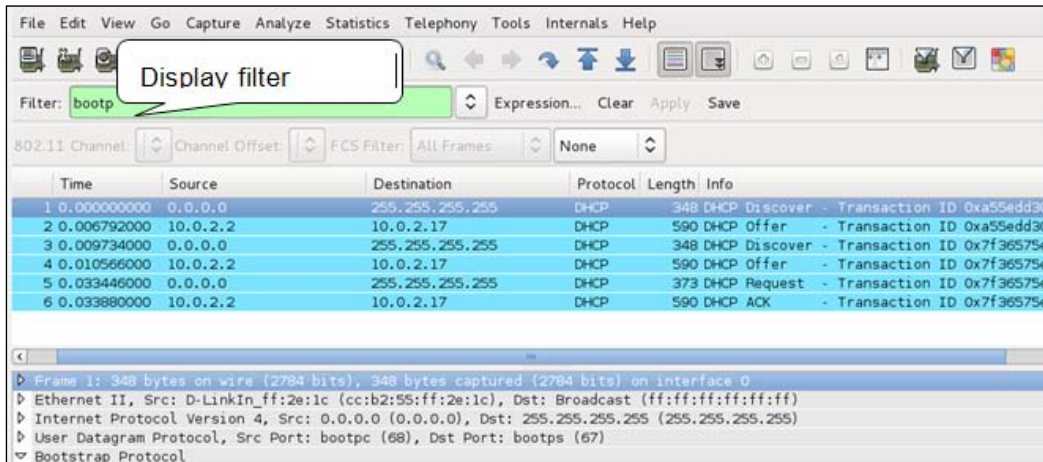 File Edit View Go Capture Analyze Statistics Telephony Tools Internals Help
Display filter
Filter: bootp Expression... Clear Apply Save
802.11 Channel: Channel Offset: FCS Filter: All Frames None
Time Source Destination Protocol Length Info
1 0.000000000 0.0.0.0 255.255.255.255 DHCP 348 DHCP Discover - Transaction ID 0xa55edd30
2 0.006792000 10.0.2.2 10.0.2.17 DHCP 590 DHCP Offer - Transaction ID 0xa55edd30
3 0.009734000 0.0.0.0 255.255.255.255 DHCP 348 DHCP Discover - Transaction ID 0x7f36575e
4 0.010566000 10.0.2.2 10.0.2.17 DHCP 590 DHCP Offer - Transaction ID 0x7f36575e
5 0.033446000 0.0.0.0 255.255.255.255 DHCP 373 DHCP Request - Transaction ID 0x7f36575e
6 0.033880000 10.0.2.2 10.0.2.17 DHCP 590 DHCP ACK - Transaction ID 0x7f36575e
Frame 1: 348 bytes on wire (2784 bits), 348 bytes captured (2784 bits) on interface 0
Ethernet II, Src: D-LinkIn_ff:2e:1c (cc:b2:55:ff:2e:1c), Dst: Broadcast (ff:ff:ff:ff:ff:ff)
Internet Protocol Version 4, Src: 0.0.0.0 (0.0.0.0), Dst: 255.255.255.255 (255.255.255.255)
User Datagram Protocol, Src Port: bootpc (68), Dst Port: bootps (67)
Bootstrap Protocol